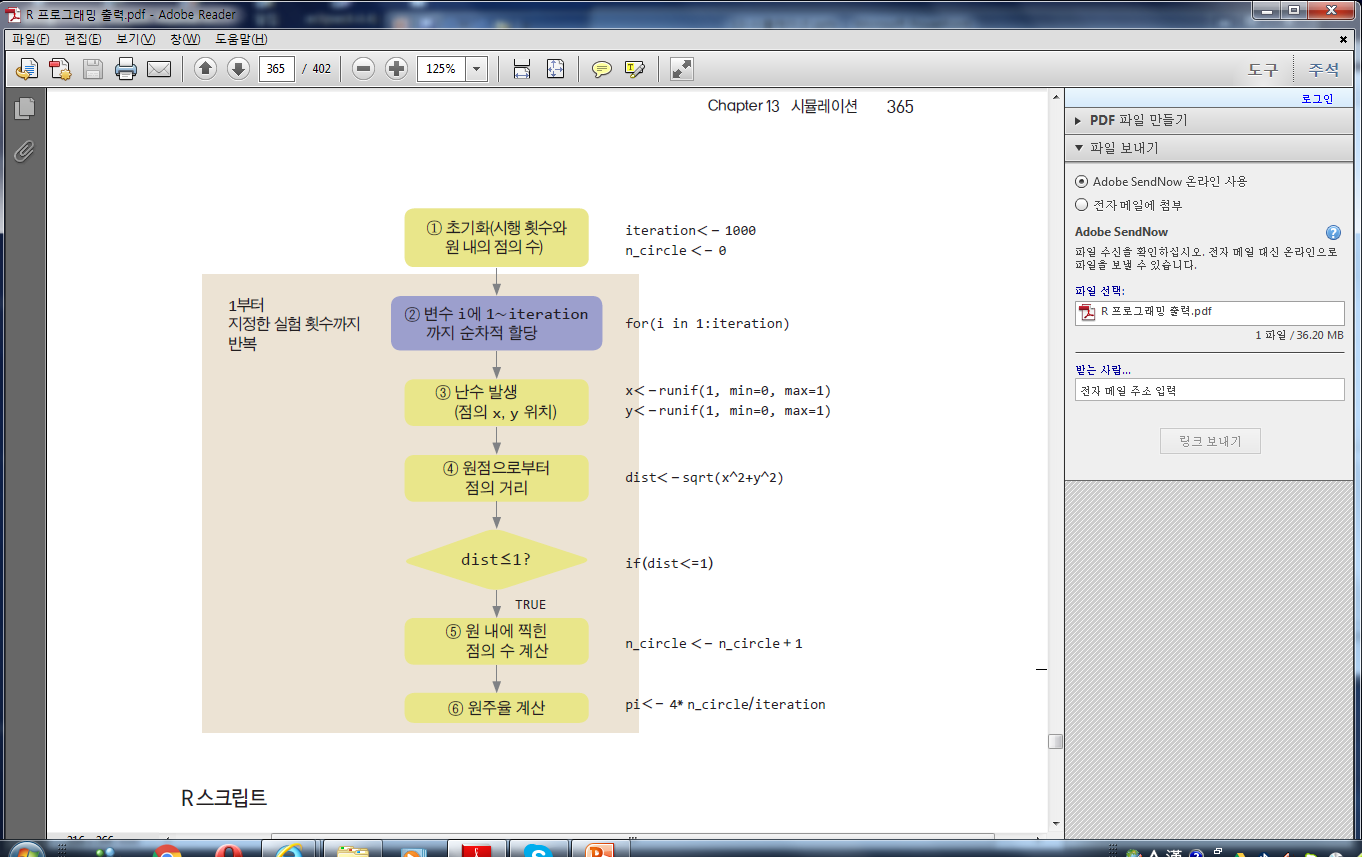 R 프로그래밍 출력.pdf - Adobe Reader
파일(F) 편집(E) 보기(V) 창(W) 도움말(H)
365 / 402 125% 도구 주석
Chapter 13 시뮬레이션 365
① 초기화(시행 횟수와
원 내의 점의 수)
iteration<- 1000
n_circle <- 0
1부터
지정한 실험 횟수까지
반복
② 변수 i에 1~iteration
까지 순차적 할당
for(i in 1:iteration)
③ 난수 발생
(점의 x, y 위치)
x<-runif(1, min=0, max=1)
y<-runif(1, min=0, max=1)
④ 원점으로부터
점의 거리
dist<-sqrt(x^2+y^2)
dist≤1?
if(dist<=1)
TRUE
⑤ 원 내에 찍힌
점의 수 계산
n_circle <- n_circle + 1
⑥ 원주율 계산
pi<- 4* n_circle/iteration
R 스크립트
로그인
PDF 파일 만들기
파일 보내기
Adobe SendNow 온라인 사용
전자 메일에 첨부
Adobe SendNow
파일 수신을 확인하십시오. 전자 메일 대신 온라인으로
파일을 보낼 수 있습니다.
파일 선택:
R 프로그래밍 출력.pdf
1 파일 / 36.20 MB
받는 사람...
전자 메일 주소 입력
링크 보내기
A 漢